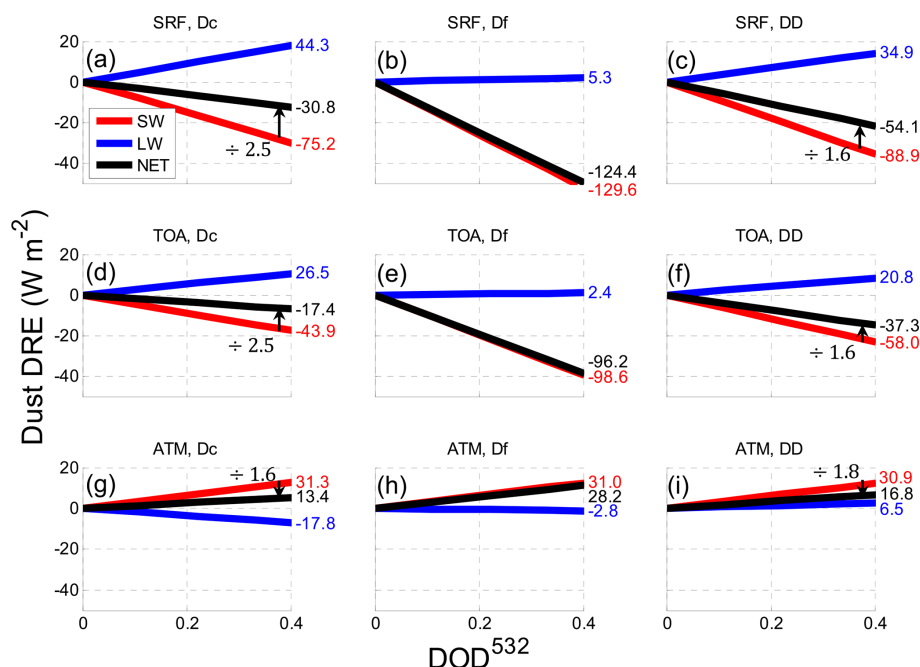 SRF, Dc
SRF, Df
SRF, DD
20
0
-20
-40
(a)
SW
LW
NET
÷ 2.5
44.3
-30.8
-75.2
(b)
5.3
-124.4
-129.6
(c)
÷ 1.6
34.9
-54.1
-88.9
TOA, Dc
TOA, Df
TOA, DD
20
0
-20
-40
(d)
÷ 2.5
26.5
-17.4
-43.9
(e)
2.4
-96.2
-98.6
(f)
÷ 1.6
20.8
-37.3
-58.0
Dust DRE (W m⁻²)
ATM, Dc
ATM, Df
ATM, DD
20
0
-20
-40
(g)
÷ 1.6
31.3
13.4
-17.8
(h)
31.0
28.2
-2.8
(i)
÷ 1.8
30.9
16.8
6.5
0 0.2 0.4
0 0.2 0.4
0 0.2 0.4
DOD⁵³²